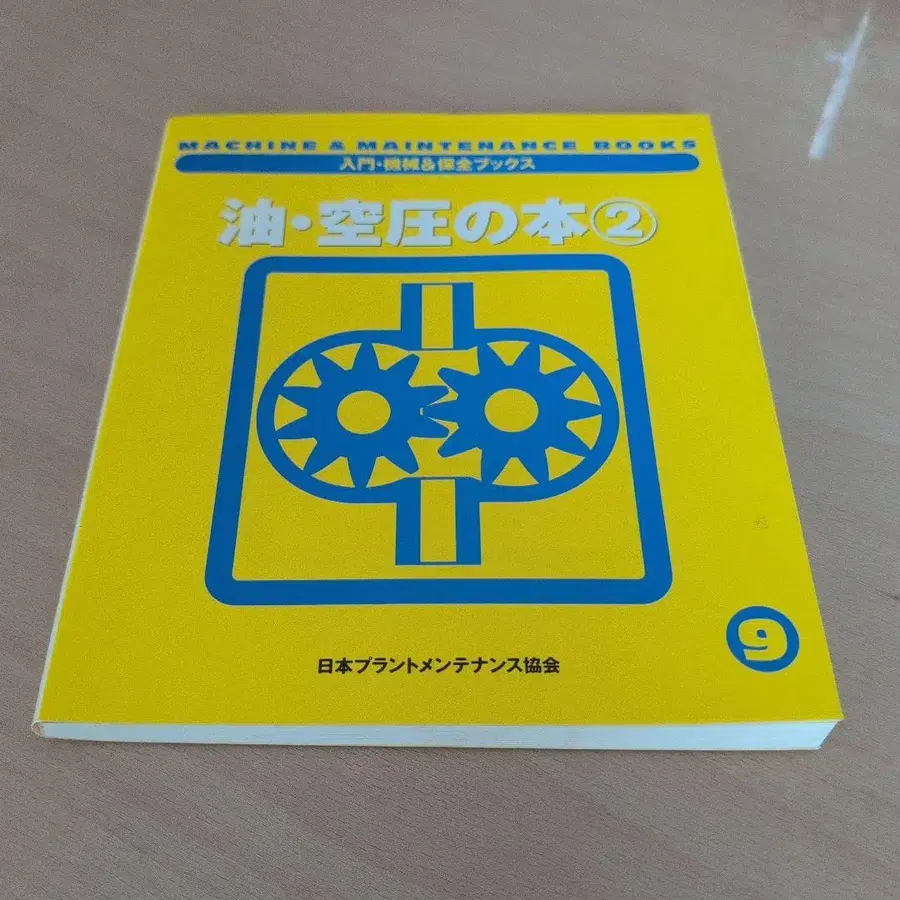 MACHINE & MAINTENANCE BOOKS
入門・機械&保全ブックス
油・空圧の本②
9
日本プラントメンテナンス協会